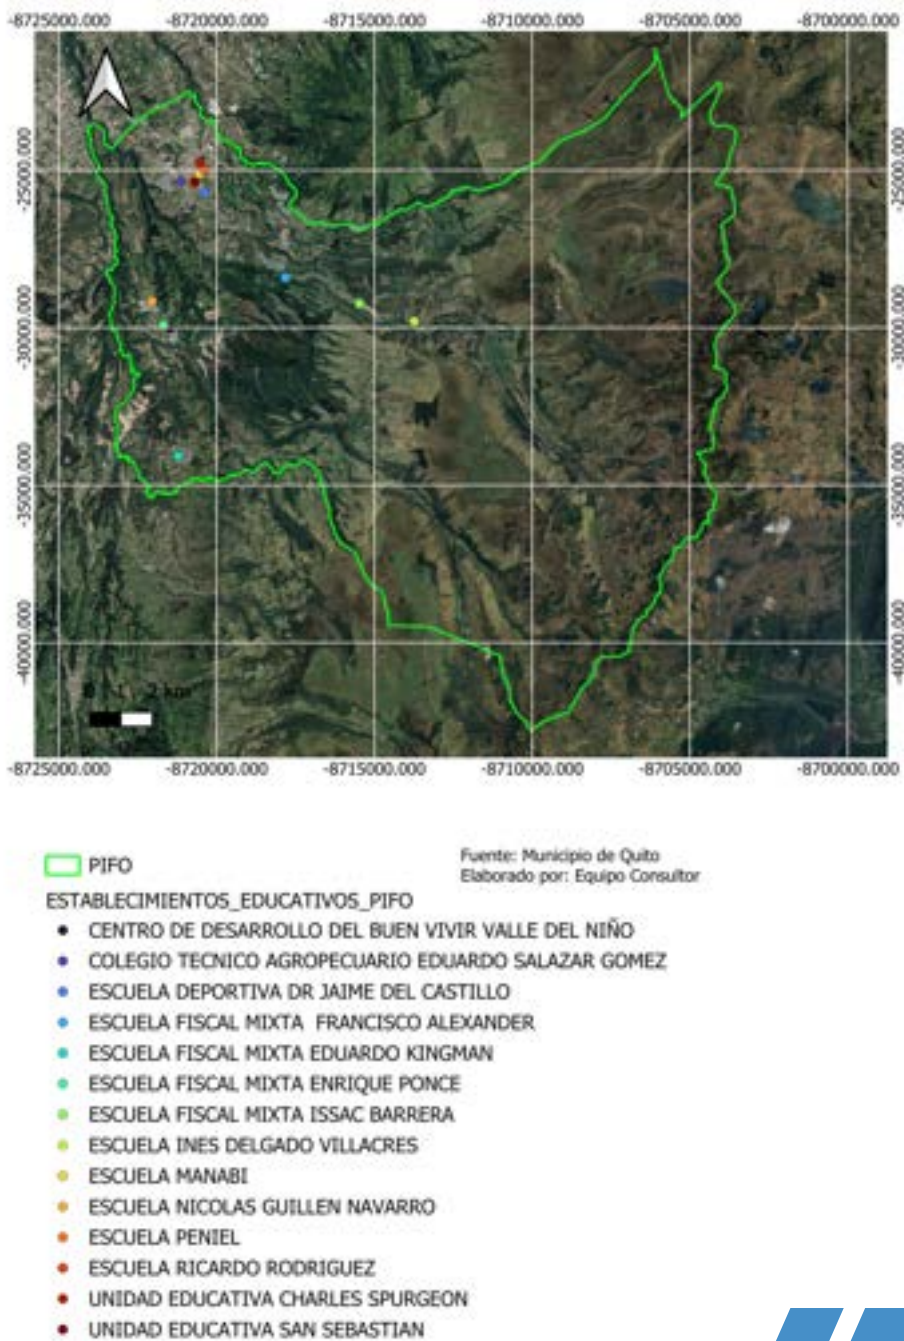 -8725000.000 -8720000.000 -8715000.000 -8710000.000 -8705000.000 -8700000.000
-25000.000 -25000.000
-30000.000 -30000.000
-35000.000 -35000.000
-40000.000 -40000.000
0 1 2 km
-8725000.000 -8720000.000 -8715000.000 -8710000.000 -8705000.000 -8700000.000
PIFO
Fuente: Municipio de Quito
Elaborado por: Equipo Consultor
ESTABLECIMIENTOS_EDUCATIVOS_PIFO
CENTRO DE DESARROLLO DEL BUEN VIVIR VALLE DEL NIÑO
COLEGIO TECNICO AGROPECUARIO EDUARDO SALAZAR GOMEZ
ESCUELA DEPORTIVA DR JAIME DEL CASTILLO
ESCUELA FISCAL MIXTA FRANCISCO ALEXANDER
ESCUELA FISCAL MIXTA EDUARDO KINGMAN
ESCUELA FISCAL MIXTA ENRIQUE PONCE
ESCUELA FISCAL MIXTA ISSAC BARRERA
ESCUELA INES DELGADO VILLACRES
ESCUELA MANABI
ESCUELA NICOLAS GUILLEN NAVARRO
ESCUELA PENIEL
ESCUELA RICARDO RODRIGUEZ
UNIDAD EDUCATIVA CHARLES SPURGEON
UNIDAD EDUCATIVA SAN SEBASTIAN